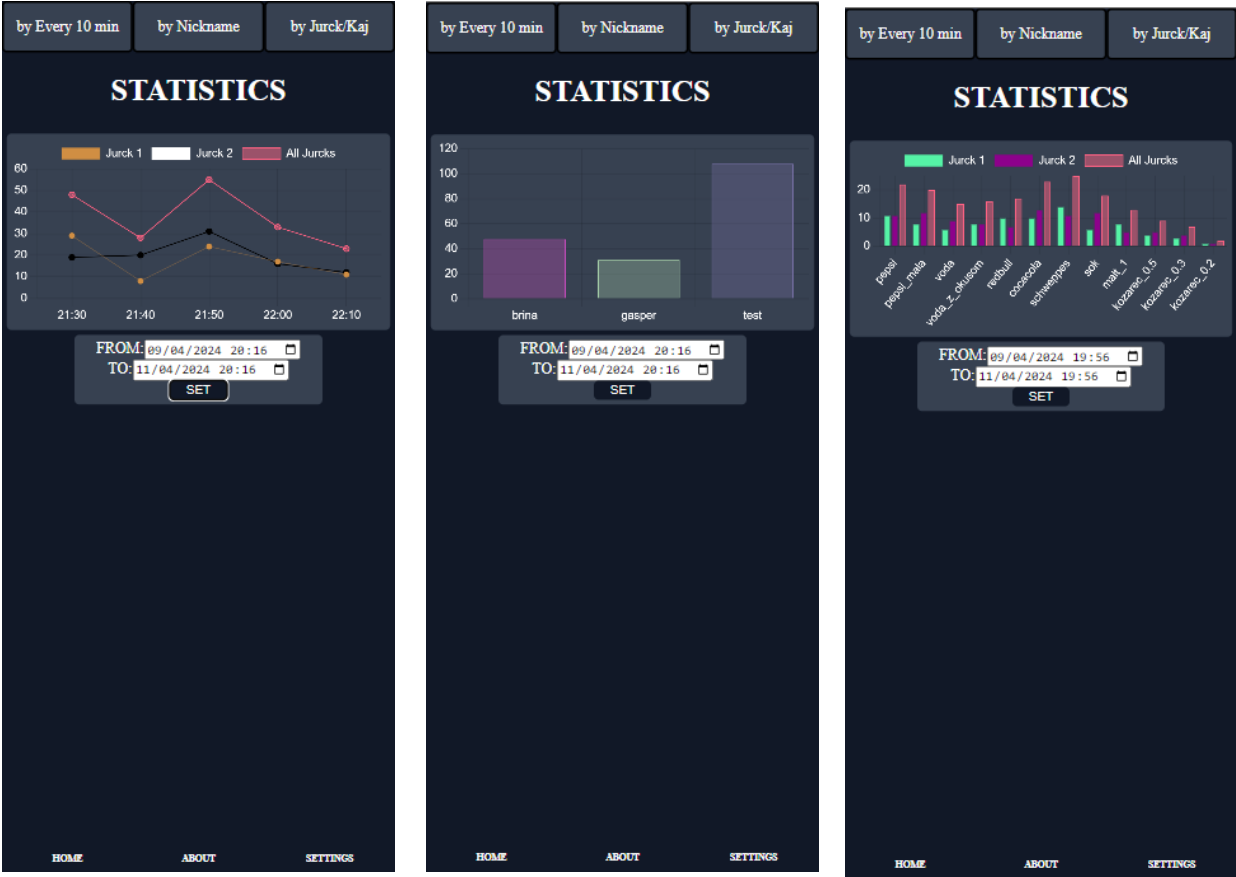 by Every 10 min
by Nickname
by Jurck/Kaj
STATISTICS
Jurck 1
Jurck 2
All Jurcks
60
50
40
30
20
10
0
21:30 21:40 21:50 22:00 22:10
FROM: 09/04/2024 20:16
TO: 11/04/2024 20:16
SET
HOME
ABOUT
SETTINGS
by Every 10 min
by Nickname
by Jurck/Kaj
STATISTICS
120
100
80
60
40
20
0
brina gasper test
FROM: 09/04/2024 20:16
TO: 11/04/2024 20:16
SET
HOME
ABOUT
SETTINGS
by Every 10 min
by Nickname
by Jurck/Kaj
STATISTICS
Jurck 1
Jurck 2
All Jurcks
20
10
0
pepsi
pepsi_mala
voda
voda_z_okusom
redbull
cocacola
schweppes
sok
malt_1
kozarec_0.5
kozarec_0.3
kozarec_0.2
FROM: 09/04/2024 19:56
TO: 11/04/2024 19:56
SET
HOME
ABOUT
SETTINGS